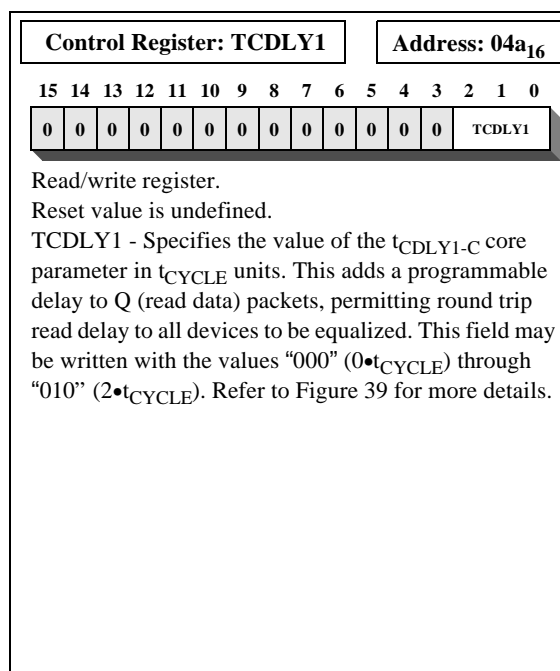 Control Register: TCDLY1
Address: 04a16
15 14 13 12 11 10 9 8 7 6 5 4 3 2 1 0
0 0 0 0 0 0 0 0 0 0 0 0 0 TCDLY1
Read/write register.
Reset value is undefined.
TCDLY1 - Specifies the value of the tCDLY1-C core
parameter in tCYCLE units. This adds a programmable
delay to Q (read data) packets, permitting round trip
read delay to all devices to be equalized. This field may
be written with the values “000” (0•tCYCLE) through
“010” (2•tCYCLE). Refer to Figure 39 for more details.